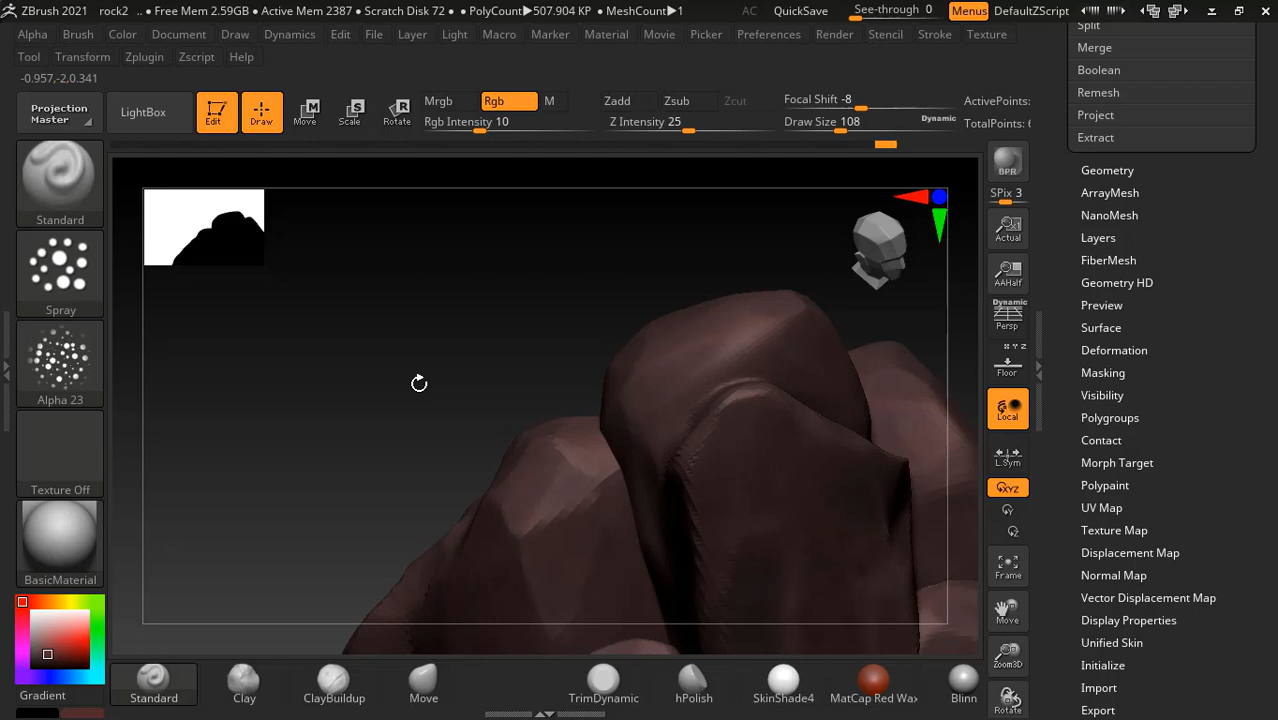 ZBrush 2021 rock2 • Free Mem 2.59GB • Active Mem 2387 • Scratch Disk 72 • PolyCount▶507.904 KP • MeshCount▶1 AC QuickSave See-through 0 Menus DefaultZScript
Alpha Brush Color Document Draw Dynamics Edit File Layer Light Macro Marker Material Movie Picker Preferences Render Stencil Stroke Texture
Tool Transform Zplugin Zscript Help
-0.957,-2,0.341
Projection Master LightBox Edit Draw Move Scale Rotate
Mrgb Rgb M Zadd Zsub Zcut Focal Shift -8 ActivePoints:
Rgb Intensity 10 Z Intensity 25 Draw Size 108 Dynamic TotalPoints: 6
Standard
Spray
Alpha 23
Texture Off
BasicMaterial
Gradient
BPR
SPix 3
Actual
AAHalf
Dynamic
Persp
X Y Z
Floor
Local
L.Sym
XYZ
Y
Z
Frame
Move
Zoom3D
Rotate
Split
Merge
Boolean
Remesh
Project
Extract
Geometry
ArrayMesh
NanoMesh
Layers
FiberMesh
Geometry HD
Preview
Surface
Deformation
Masking
Visibility
Polygroups
Contact
Morph Target
Polypaint
UV Map
Texture Map
Displacement Map
Normal Map
Vector Displacement Map
Display Properties
Unified Skin
Initialize
Import
Export
Standard Clay ClayBuildup Move TrimDynamic hPolish SkinShade4 MatCap Red Wax Blinn